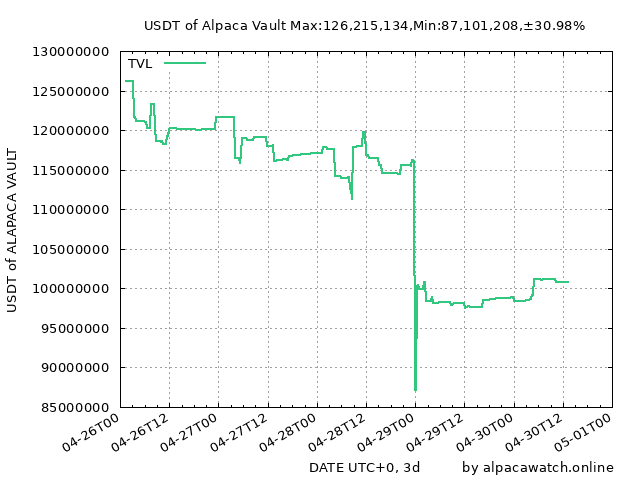 USDT of Alpaca Vault Max:126,215,134,Min:87,101,208,±30.98%
TVL
130000000
125000000
120000000
115000000
110000000
105000000
100000000
95000000
90000000
85000000
USDT of ALAPACA VAULT
04-26T00
04-26T12
04-27T00
04-27T12
04-28T00
04-28T12
04-29T00
04-29T12
04-30T00
04-30T12
05-01T00
DATE UTC+0, 3d
by alpacawatch.online